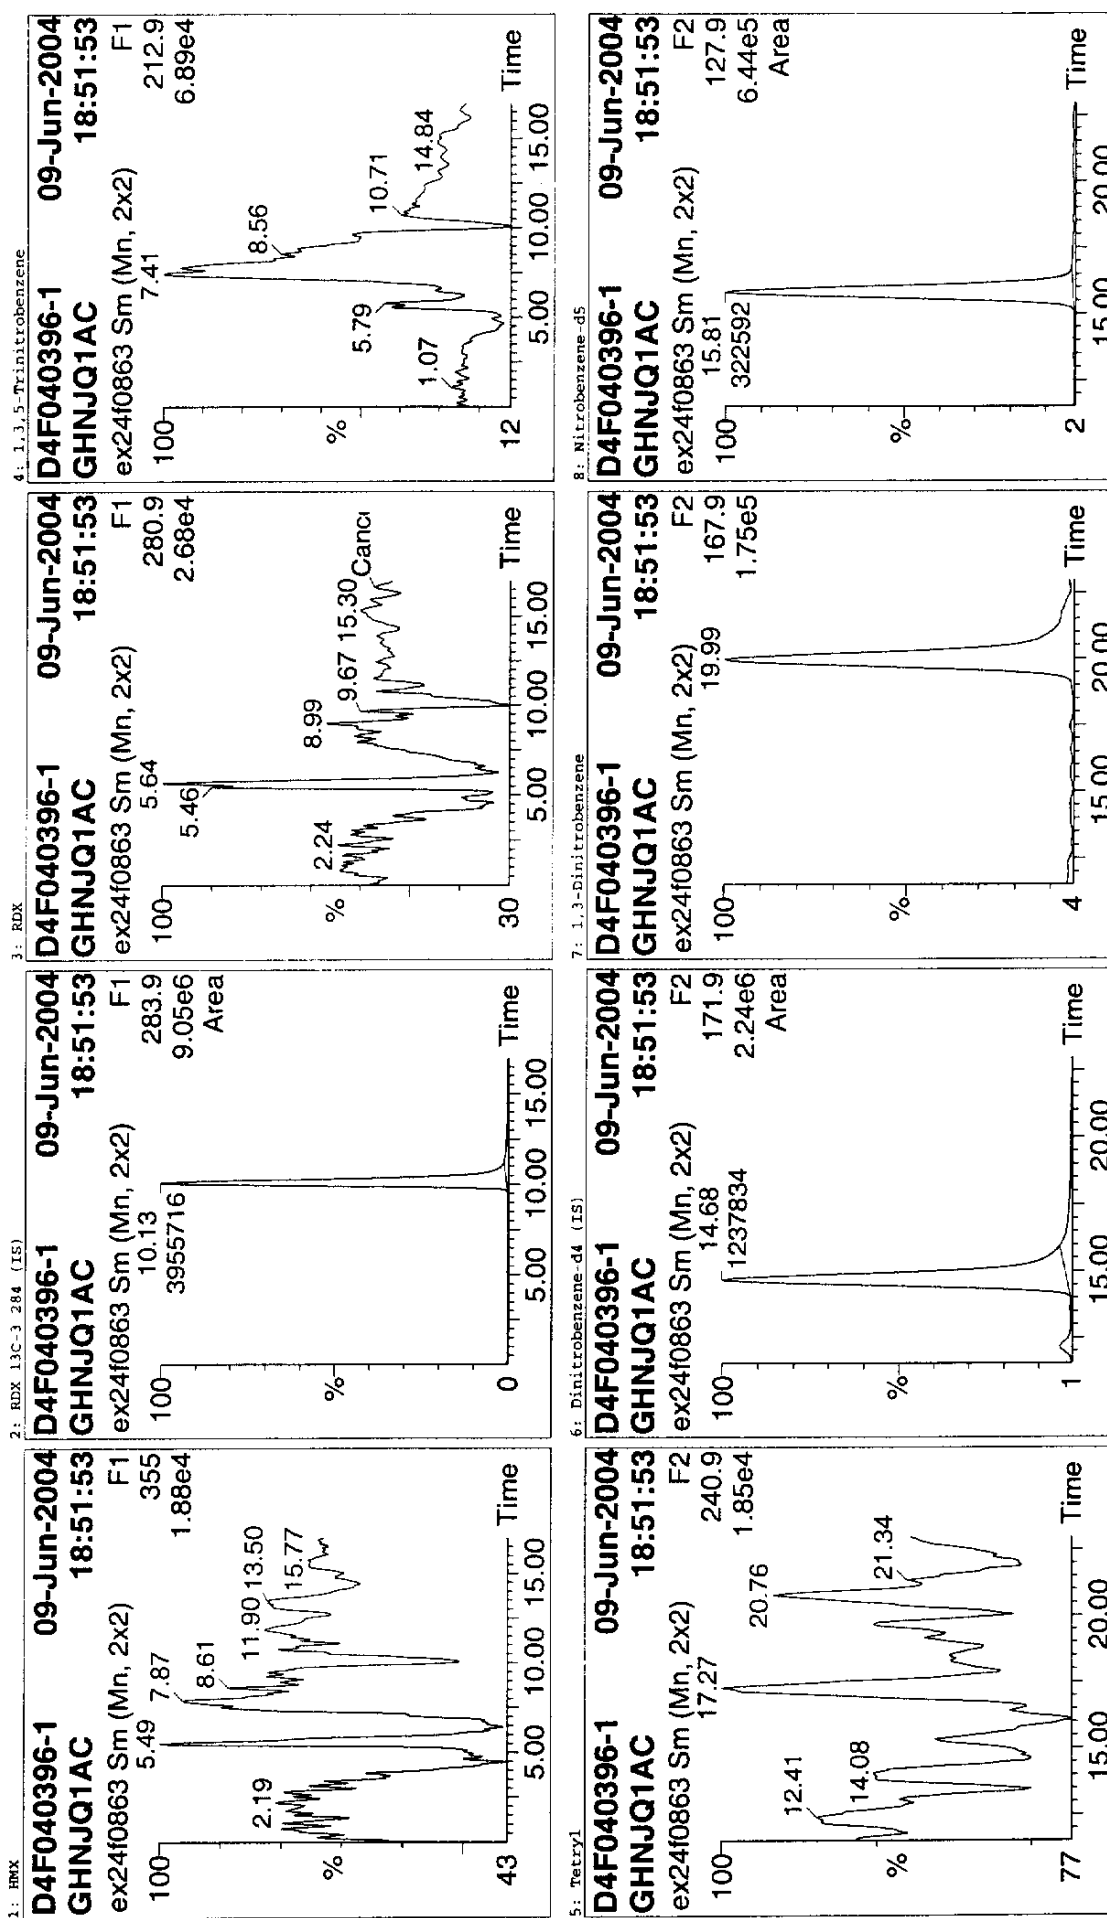 1: HMX
D4F040396-1 09-Jun-2004
GHNJQ1AC 18:51:53
ex24f0863 Sm (Mn, 2x2) F1
355
1.88e4
100
%
43
2.19
5.49
7.87
8.61
11.90
13.50
15.77
5.00 10.00 15.00
Time
2: RDX 13C-3 284 (IS)
D4F040396-1 09-Jun-2004
GHNJQ1AC 18:51:53
ex24f0863 Sm (Mn, 2x2) F1
283.9
9.05e6
Area
100
%
0
10.13
3955716
5.00 10.00 15.00
Time
3: RDX
D4F040396-1 09-Jun-2004
GHNJQ1AC 18:51:53
ex24f0863 Sm (Mn, 2x2) F1
280.9
2.68e4
100
%
30
2.24
5.46
5.64
8.99
9.67
15.30
5.00 10.00 15.00
Time
4: 1,3,5-Trinitrobenzene
D4F040396-1 09-Jun-2004
GHNJQ1AC 18:51:53
ex24f0863 Sm (Mn, 2x2) F1
212.9
6.89e4
100
%
12
1.07
5.79
7.41
8.56
10.71
14.84
5.00 10.00 15.00
Time
5: Tetryl
D4F040396-1 09-Jun-2004
GHNJQ1AC 18:51:53
ex24f0863 Sm (Mn, 2x2) F2
240.9
1.85e4
100
%
77
12.41
14.08
17.27
20.76
21.34
15.00 20.00
Time
6: Dinitrobenzene-d4 (IS)
D4F040396-1 09-Jun-2004
GHNJQ1AC 18:51:53
ex24f0863 Sm (Mn, 2x2) F2
171.9
2.24e6
Area
100
%
1
14.68
1237834
15.00 20.00
Time
7: 1,3-Dinitrobenzene
D4F040396-1 09-Jun-2004
GHNJQ1AC 18:51:53
ex24f0863 Sm (Mn, 2x2) F2
167.9
1.75e5
100
%
4
19.99
15.00 20.00
Time
8: Nitrobenzene-d5
D4F040396-1 09-Jun-2004
GHNJQ1AC 18:51:53
ex24f0863 Sm (Mn, 2x2) F2
127.9
6.44e5
Area
100
%
2
15.81
322592
15.00 20.00
Time